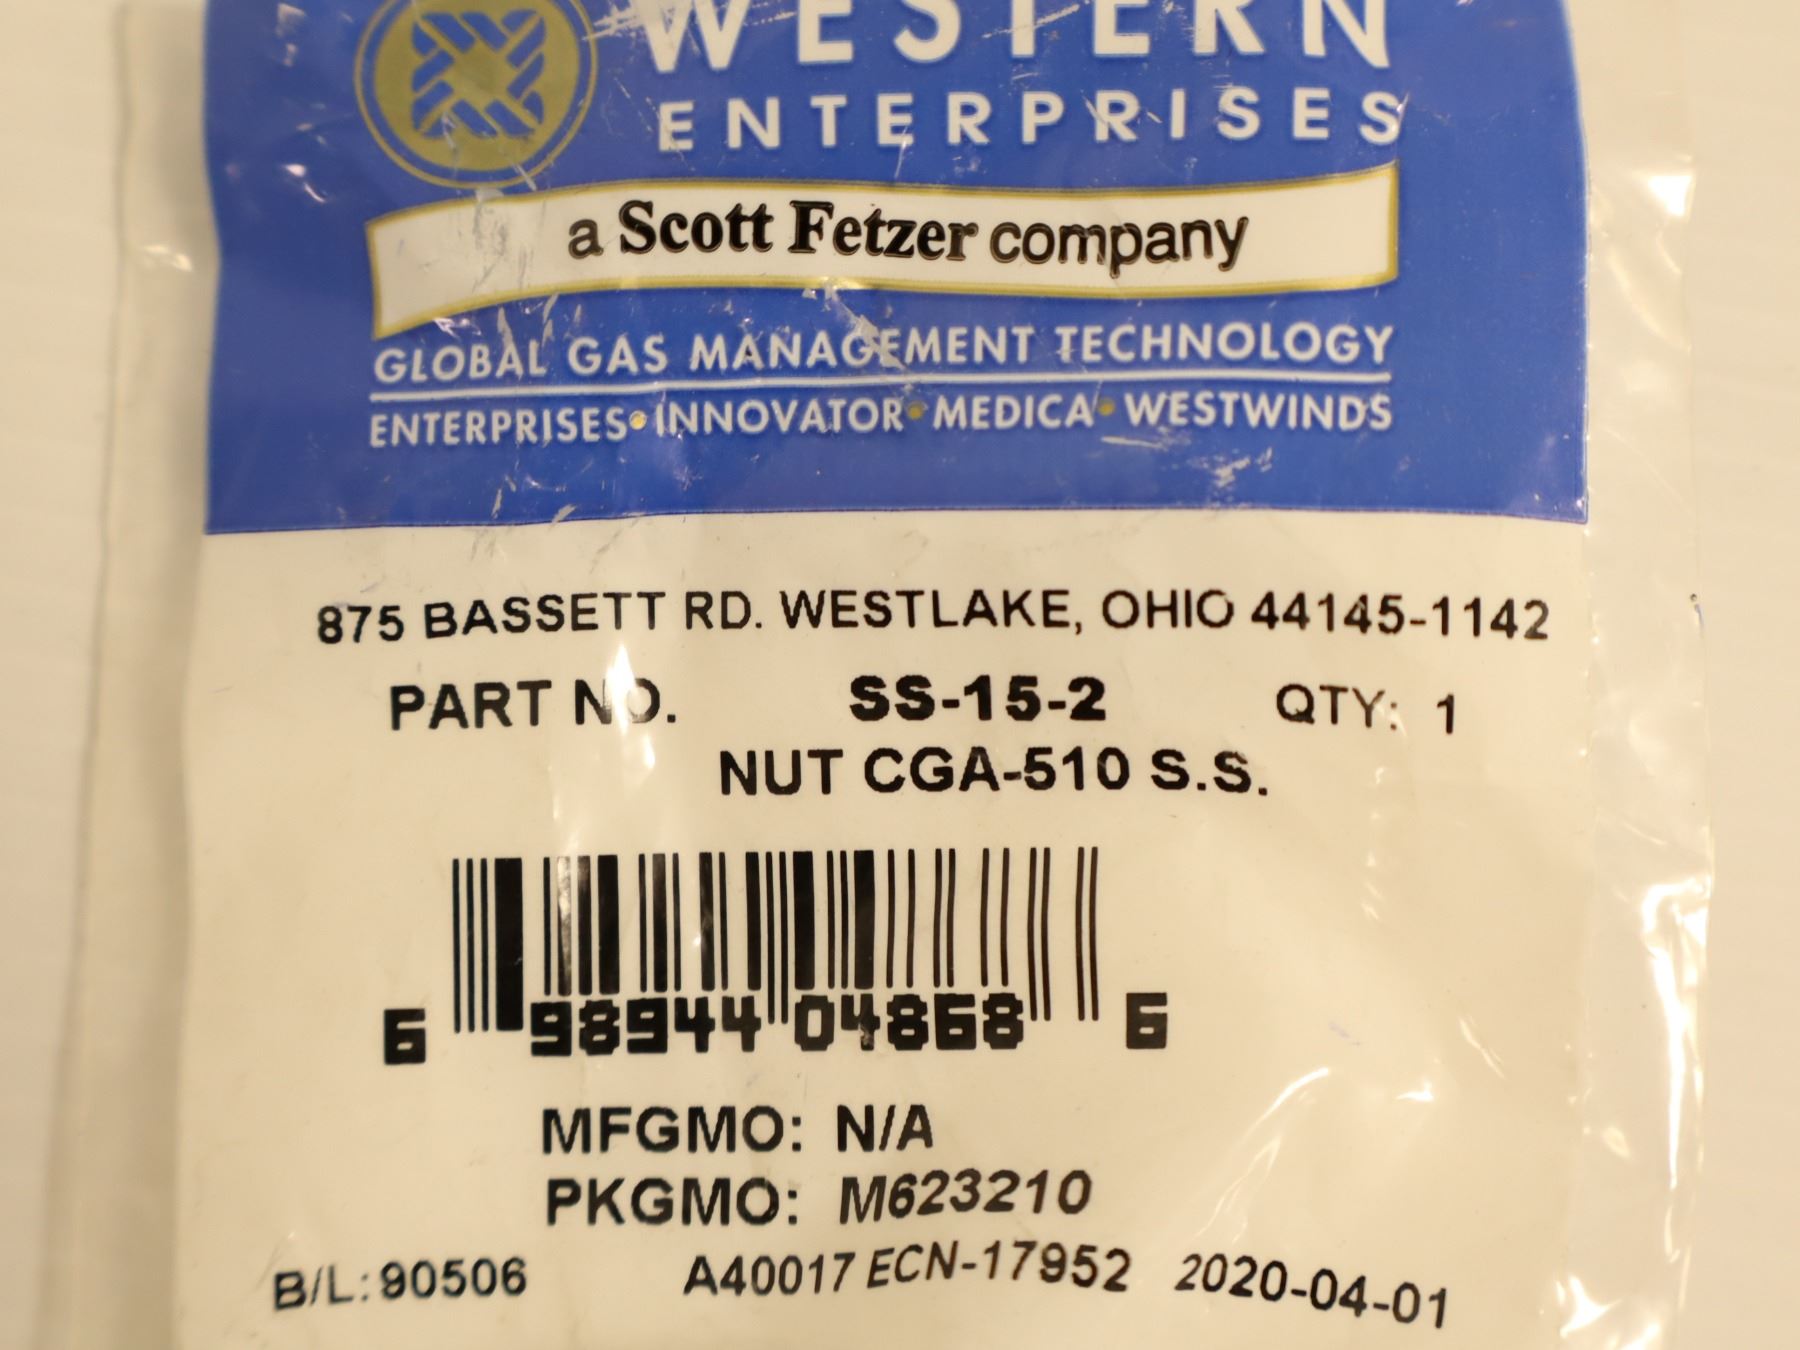 WESTERN
ENTERPRISES
a Scott Fetzer company
GLOBAL GAS MANAGEMENT TECHNOLOGY
ENTERPRISES • INNOVATOR • MEDICA • WESTWINDS
875 BASSETT RD. WESTLAKE, OHIO 44145-1142
PART NO. SS-15-2 QTY: 1
NUT CGA-510 S.S.
6 98944 04868 6
MFGMO: N/A
PKGMO: M623210
B/L: 90506 A40017 ECN-17952 2020-04-01